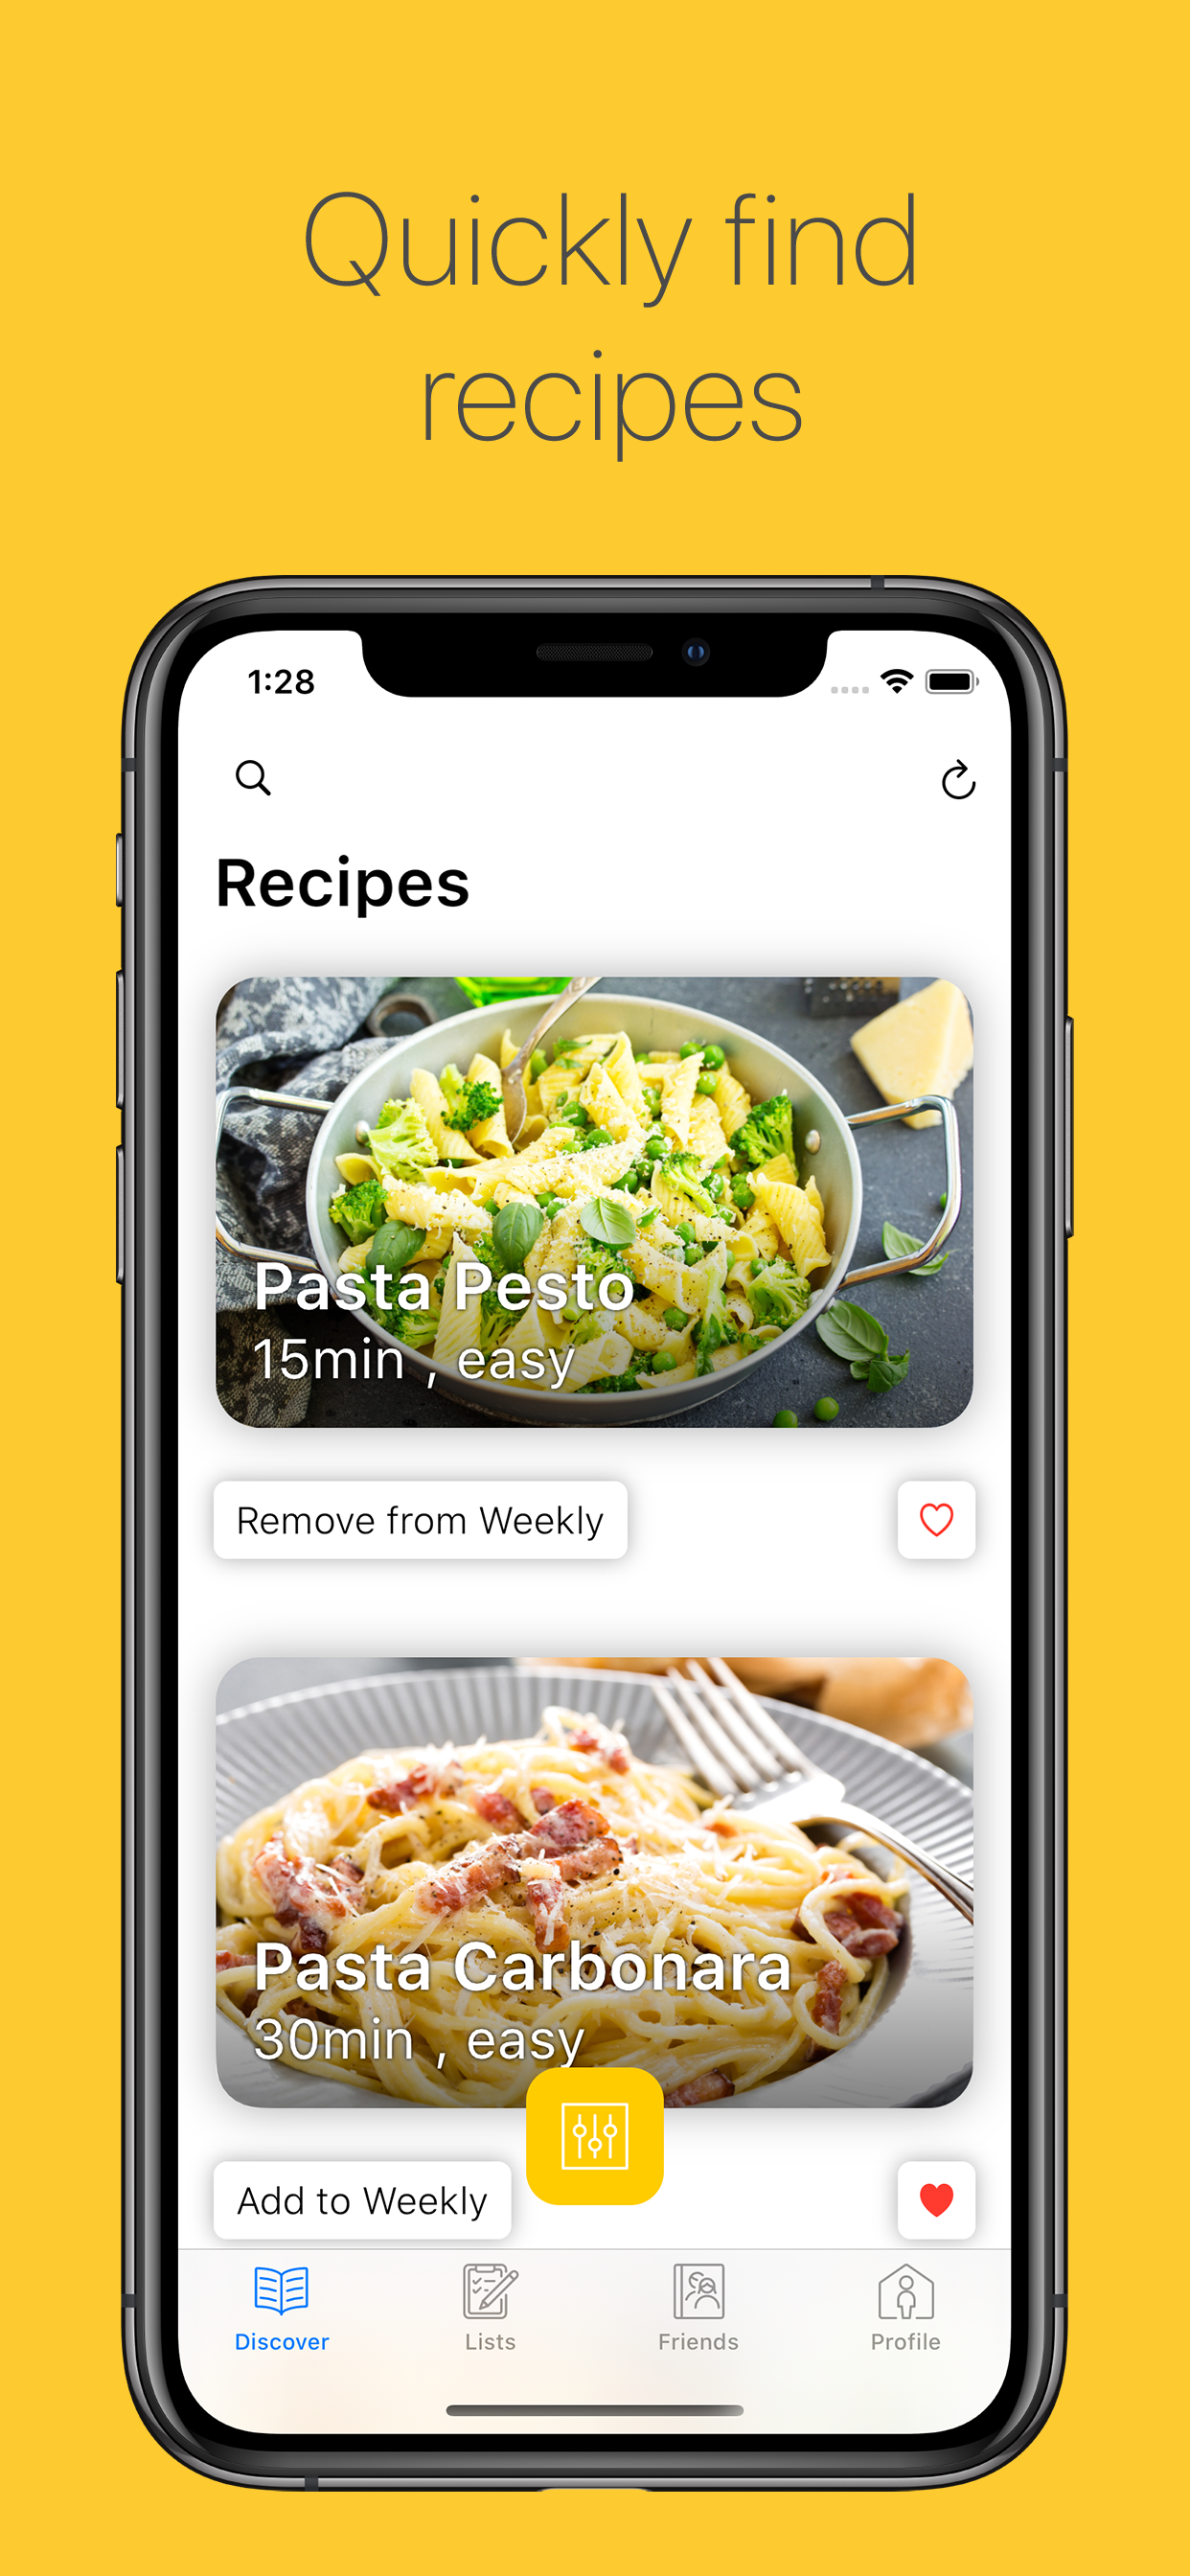 Quickly find
recipes
1:28
Recipes
Pasta Pesto
15min , easy
Remove from Weekly
Pasta Carbonara
30min , easy
Add to Weekly
Discover
Lists
Friends
Profile